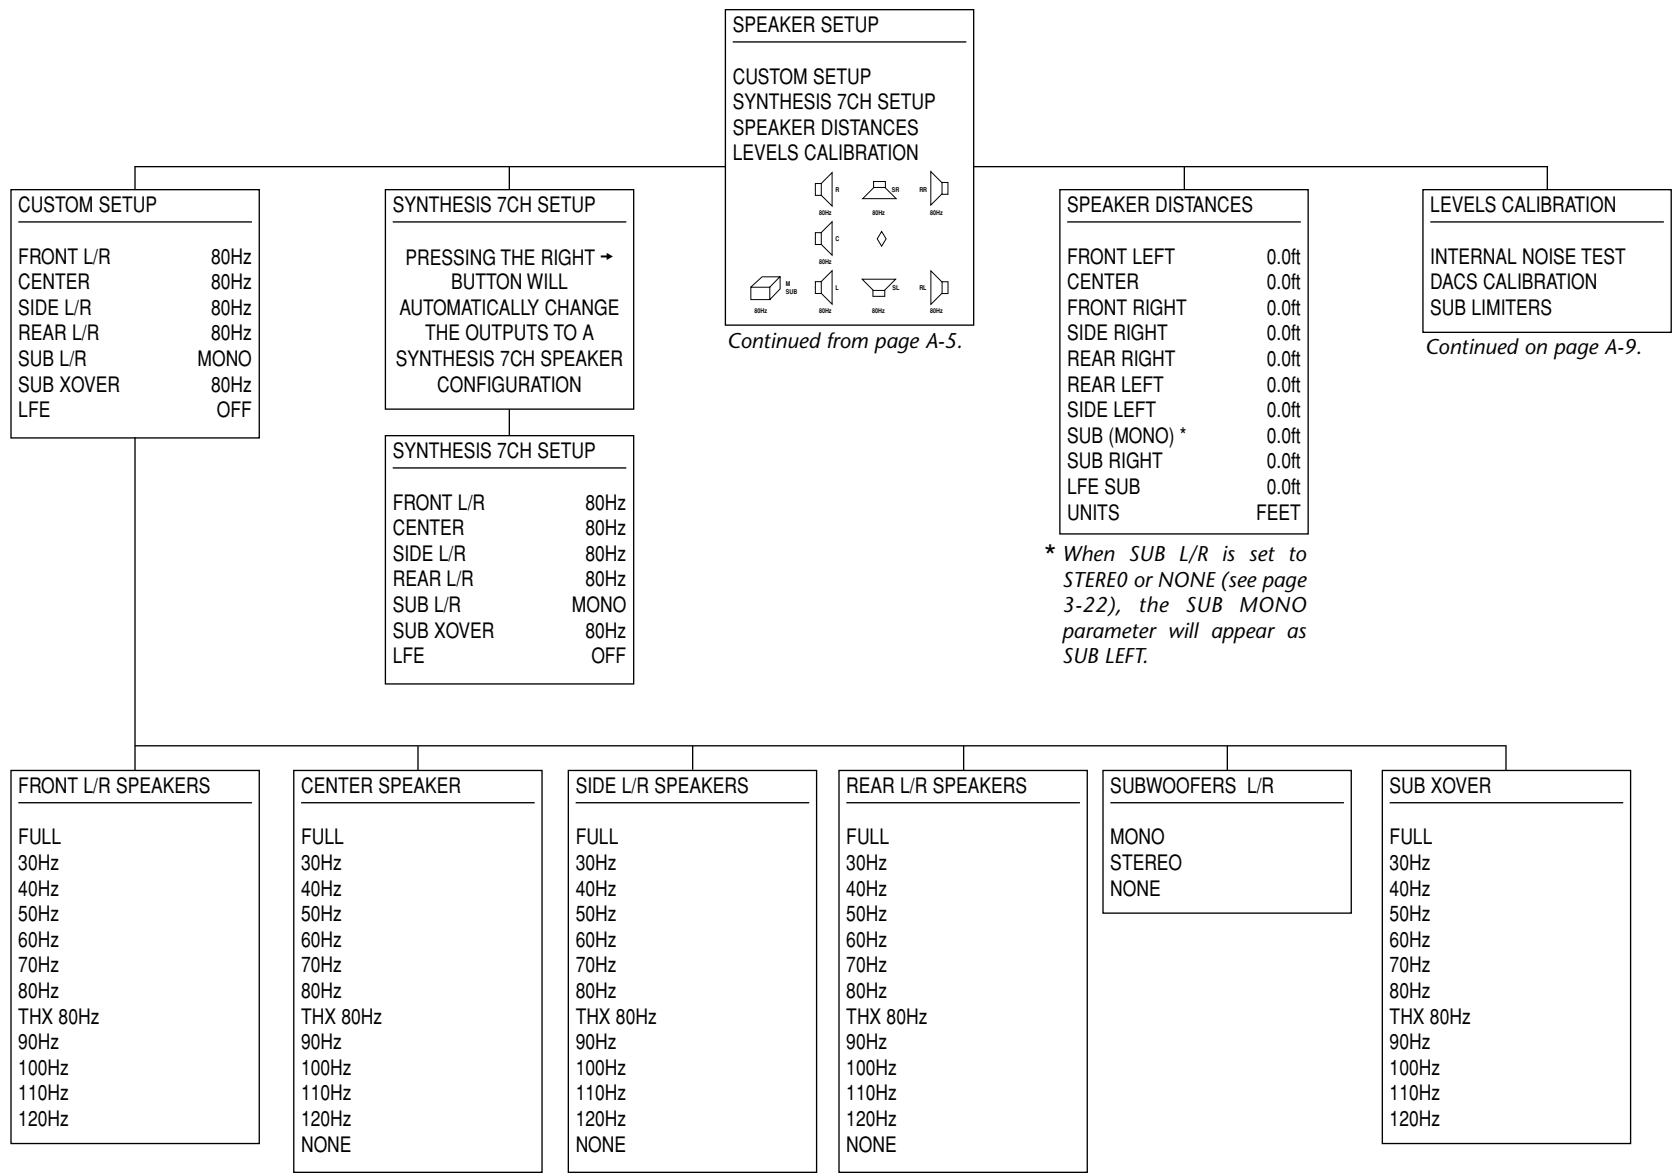 SPEAKER SETUP
CUSTOM SETUP
SYNTHESIS 7CH SETUP
SPEAKER DISTANCES
LEVELS CALIBRATION
R
80Hz
SR
80Hz
RR
80Hz
C
80Hz
M
SUB
80Hz
L
80Hz
SL
80Hz
RL
80Hz
Continued from page A-5.
CUSTOM SETUP
FRONT L/R 80Hz
CENTER 80Hz
SIDE L/R 80Hz
REAR L/R 80Hz
SUB L/R MONO
SUB XOVER 80Hz
LFE OFF
SYNTHESIS 7CH SETUP
PRESSING THE RIGHT →
BUTTON WILL
AUTOMATICALLY CHANGE
THE OUTPUTS TO A
SYNTHESIS 7CH SPEAKER
CONFIGURATION
SYNTHESIS 7CH SETUP
FRONT L/R 80Hz
CENTER 80Hz
SIDE L/R 80Hz
REAR L/R 80Hz
SUB L/R MONO
SUB XOVER 80Hz
LFE OFF
SPEAKER DISTANCES
FRONT LEFT 0.0ft
CENTER 0.0ft
FRONT RIGHT 0.0ft
SIDE RIGHT 0.0ft
REAR RIGHT 0.0ft
REAR LEFT 0.0ft
SIDE LEFT 0.0ft
SUB (MONO) * 0.0ft
SUB RIGHT 0.0ft
LFE SUB 0.0ft
UNITS FEET
* When SUB L/R is set to
STERE0 or NONE (see page
3-22), the SUB MONO
parameter will appear as
SUB LEFT.
LEVELS CALIBRATION
INTERNAL NOISE TEST
DACS CALIBRATION
SUB LIMITERS
Continued on page A-9.
FRONT L/R SPEAKERS
FULL
30Hz
40Hz
50Hz
60Hz
70Hz
80Hz
THX 80Hz
90Hz
100Hz
110Hz
120Hz
CENTER SPEAKER
FULL
30Hz
40Hz
50Hz
60Hz
70Hz
80Hz
THX 80Hz
90Hz
100Hz
110Hz
120Hz
NONE
SIDE L/R SPEAKERS
FULL
30Hz
40Hz
50Hz
60Hz
70Hz
80Hz
THX 80Hz
90Hz
100Hz
110Hz
120Hz
NONE
REAR L/R SPEAKERS
FULL
30Hz
40Hz
50Hz
60Hz
70Hz
80Hz
THX 80Hz
90Hz
100Hz
110Hz
120Hz
NONE
SUBWOOFERS L/R
MONO
STEREO
NONE
SUB XOVER
FULL
30Hz
40Hz
50Hz
60Hz
70Hz
80Hz
THX 80Hz
90Hz
100Hz
110Hz
120Hz